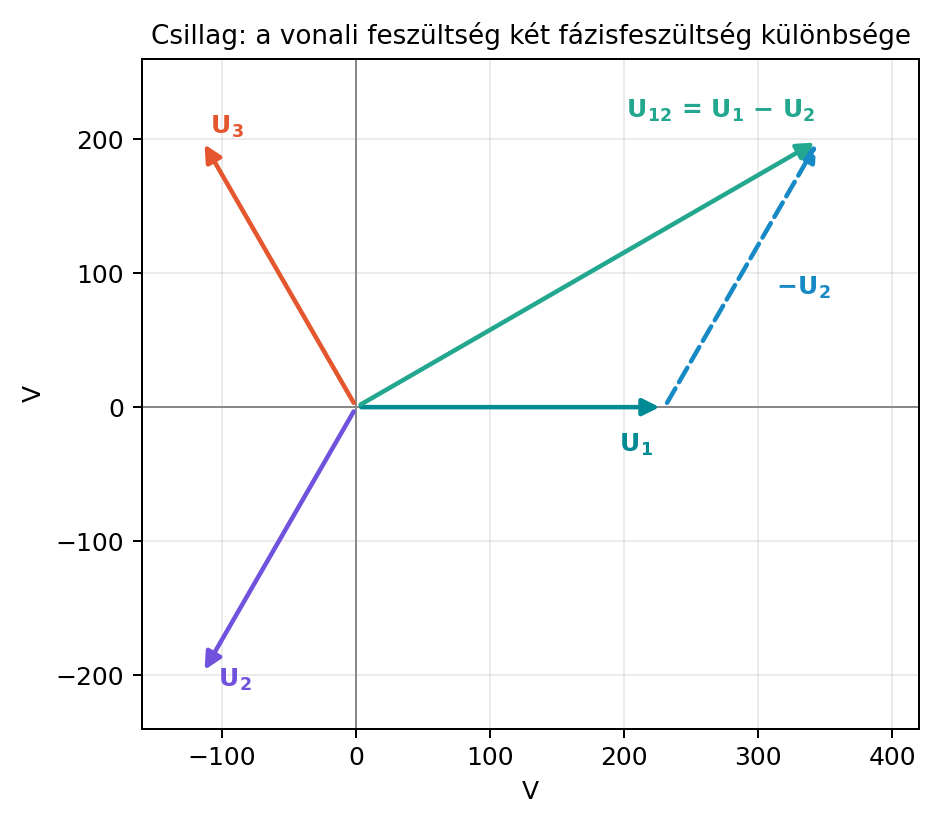 Csillag: a vonali feszültség két fázisfeszültség különbsége
U₁₂ = U₁ − U₂
U₃
200
100
−U₂
V
0
U₁
−100
−200
U₂
−100 0 100 200 300 400
V